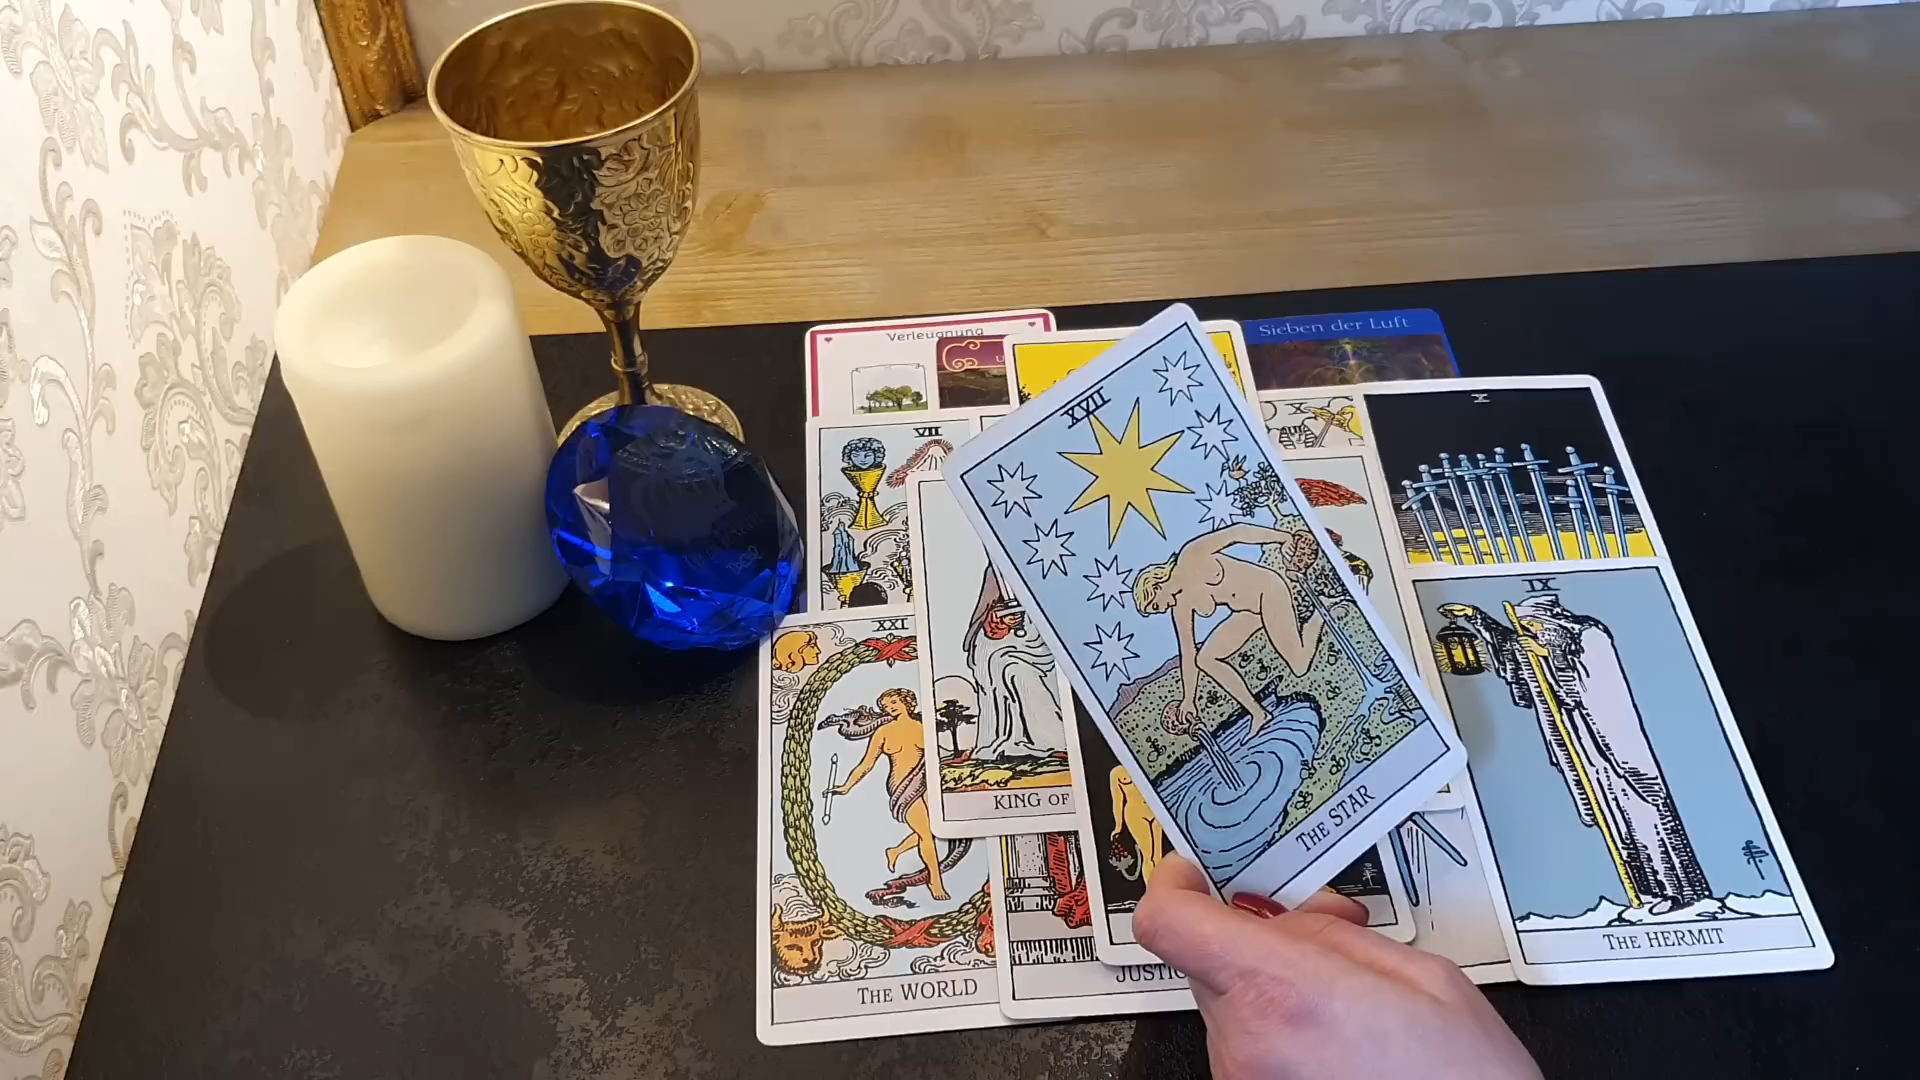 Verleugnung
Sieben der Luft
X
X
XVII
VII
IX
XXI
KING OF
THE STAR
THE HERMIT
JUSTIC
THE WORLD